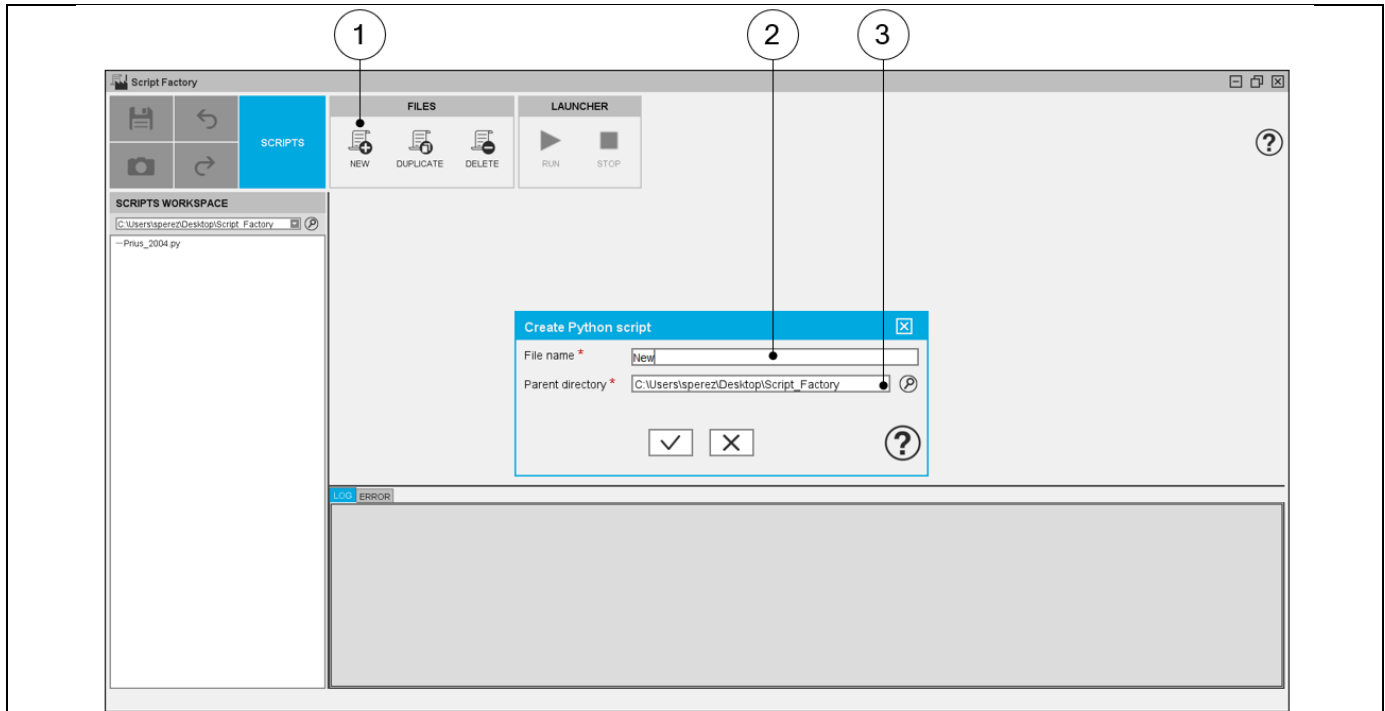 1
2
3
Script Factory
FILES
LAUNCHER
SCRIPTS
NEW
DUPLICATE
DELETE
RUN
STOP
?
SCRIPTS WORKSPACE
C:\Users\sperez\Desktop\Script_Factory
Prius_2004.py
Create Python script
File name *
New
Parent directory *
C:\Users\sperez\Desktop\Script_Factory
?
LOG
ERROR